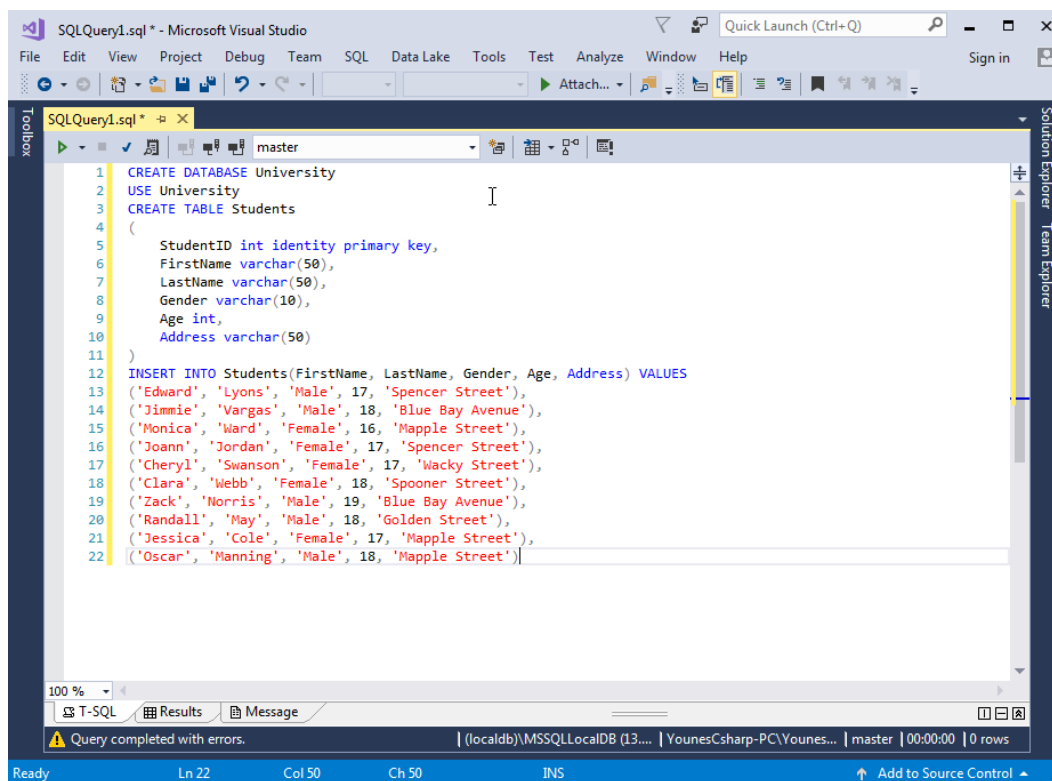 SQLQuery1.sql * - Microsoft Visual Studio
Quick Launch (Ctrl+Q)
File Edit View Project Debug Team SQL Data Lake Tools Test Analyze Window Help Sign in
Attach...
Toolbox
SQLQuery1.sql *
Solution Explorer
Team Explorer
master
1 CREATE DATABASE University
2 USE University
3 CREATE TABLE Students
4 (
5 StudentID int identity primary key,
6 FirstName varchar(50),
7 LastName varchar(50),
8 Gender varchar(10),
9 Age int,
10 Address varchar(50)
11 )
12 INSERT INTO Students(FirstName, LastName, Gender, Age, Address) VALUES
13 ('Edward', 'Lyons', 'Male', 17, 'Spencer Street'),
14 ('Jimmie', 'Vargas', 'Male', 18, 'Blue Bay Avenue'),
15 ('Monica', 'Ward', 'Female', 16, 'Mapple Street'),
16 ('Joann', 'Jordan', 'Female', 17, 'Spencer Street'),
17 ('Cheryl', 'Swanson', 'Female', 17, 'Wacky Street'),
18 ('Clara', 'Webb', 'Female', 18, 'Spooner Street'),
19 ('Zack', 'Norris', 'Male', 19, 'Blue Bay Avenue'),
20 ('Randall', 'May', 'Male', 18, 'Golden Street'),
21 ('Jessica', 'Cole', 'Female', 17, 'Mapple Street'),
22 ('Oscar', 'Manning', 'Male', 18, 'Mapple Street')
100 %
T-SQL Results Message
Query completed with errors. (localdb)\MSSQLLocalDB (13.... YounesCsharp-PC\Younes... master 00:00:00 0 rows
Ready Ln 22 Col 50 Ch 50 INS Add to Source Control